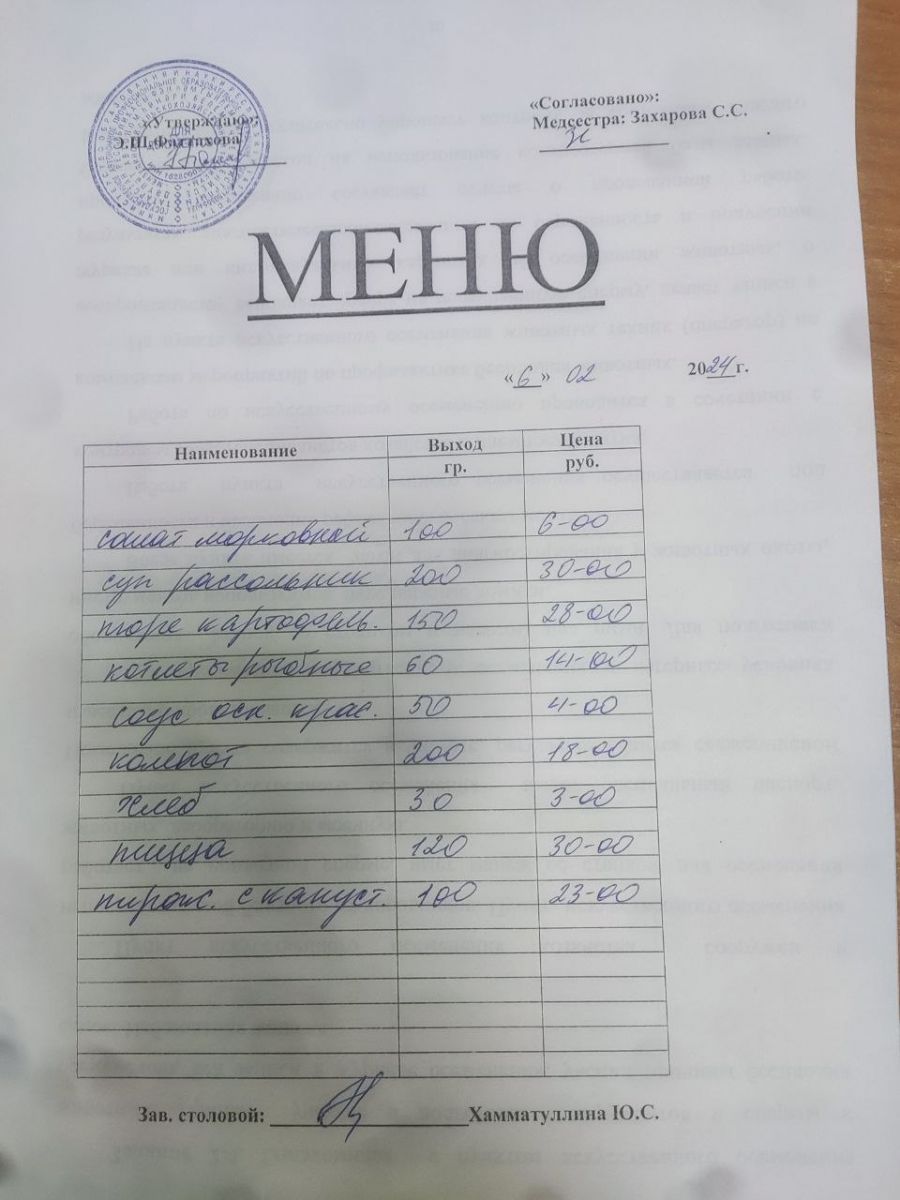 «Утверждаю»:
Э.Ш.Фаттахова
«Согласовано»:
Медсестра: Захарова С.С.
МЕНЮ
«6» 02 2024 г.
Наименование Выход гр. Цена руб.
салат морковный 100 6-00
суп рассольник 200 30-00
пюре картофель. 150 28-00
котлеты рыбные 60 14-00
соус осн. крас. 50 4-00
компот 200 18-00
хлеб 30 3-00
пицца 120 30-00
пирож. с капуст. 100 23-00
Зав. столовой: Хамматуллина Ю.С.